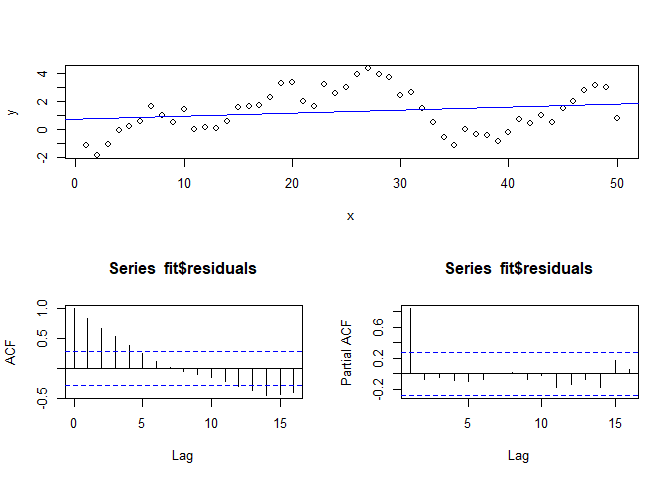 y
-2 0 2 4
0 10 20 30 40 50
x
Series fit$residuals
ACF
-0.5 0.5 1.0
0 5 10 15
Lag
Series fit$residuals
Partial ACF
-0.2 0.2 0.6
5 10 15
Lag